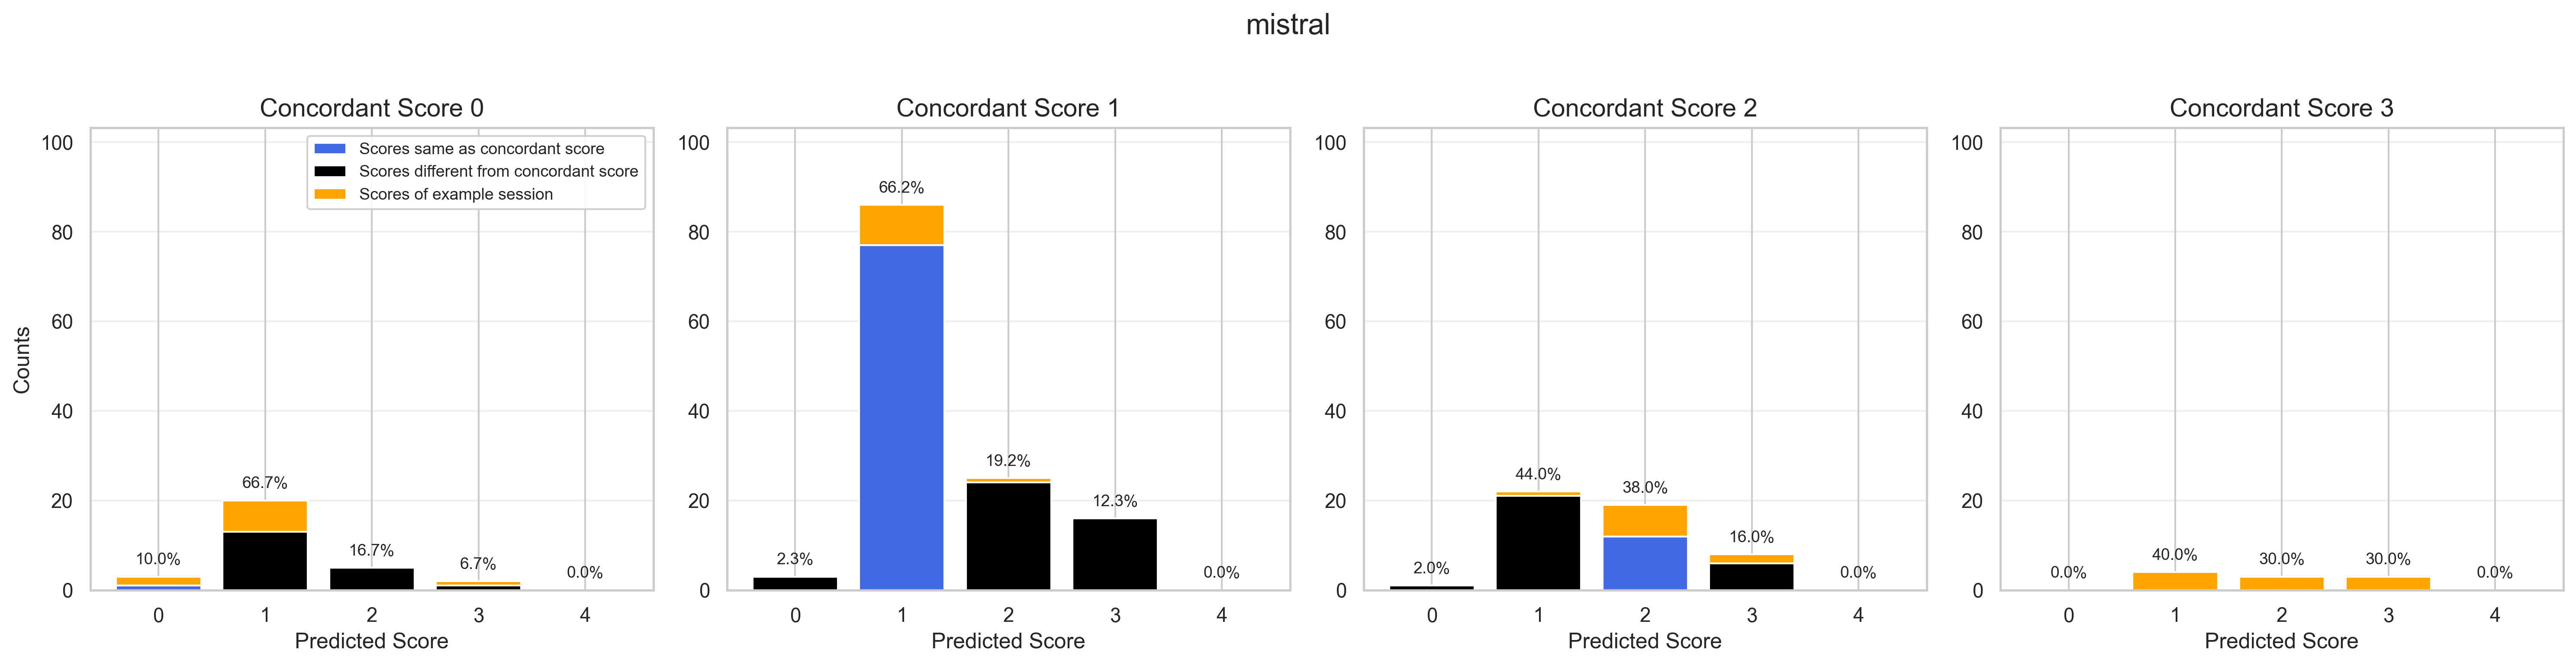 mistral
Concordant Score 0
100
80
60
40
20
0
Counts
Scores same as concordant score
Scores different from concordant score
Scores of example session
10.0%
66.7%
16.7%
6.7%
0.0%
0 1 2 3 4
Predicted Score
Concordant Score 1
100
80
60
40
20
0
2.3%
66.2%
19.2%
12.3%
0.0%
0 1 2 3 4
Predicted Score
Concordant Score 2
100
80
60
40
20
0
2.0%
44.0%
38.0%
16.0%
0.0%
0 1 2 3 4
Predicted Score
Concordant Score 3
100
80
60
40
20
0
0.0%
40.0%
30.0%
30.0%
0.0%
0 1 2 3 4
Predicted Score